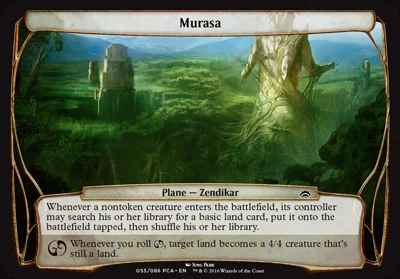 Murasa
Plane — Zendikar
Whenever a nontoken creature enters the battlefield, its controller
may search his or her library for a basic land card, put it onto the
battlefield tapped, then shuffle his or her library.
Whenever you roll , target land becomes a 4/4 creature that's
still a land.
Jung Park
053/086 PCA • EN ™ & © 2016 Wizards of the Coast